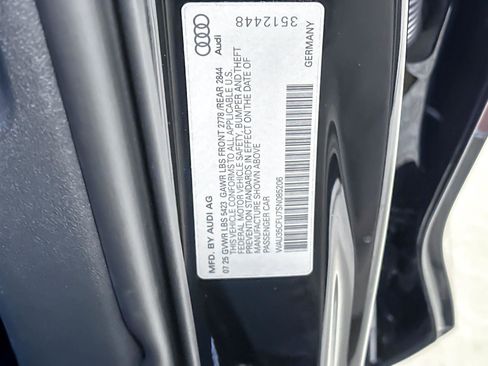 MFD. BY AUDI AG
07 25 GVWR LBS 5423 GAWR LBS FRONT 2778 /REAR 2844
THIS VEHICLE CONFORMS TO ALL APPLICABLE U.S.
FEDERAL MOTOR VEHICLE SAFETY, BUMPER AND THEFT
PREVENTION STANDARDS IN EFFECT ON THE DATE OF
MANUFACTURE SHOWN ABOVE
PASSENGER CAR
WAU35CFU7SN085206
Audi
3512448
GERMANY